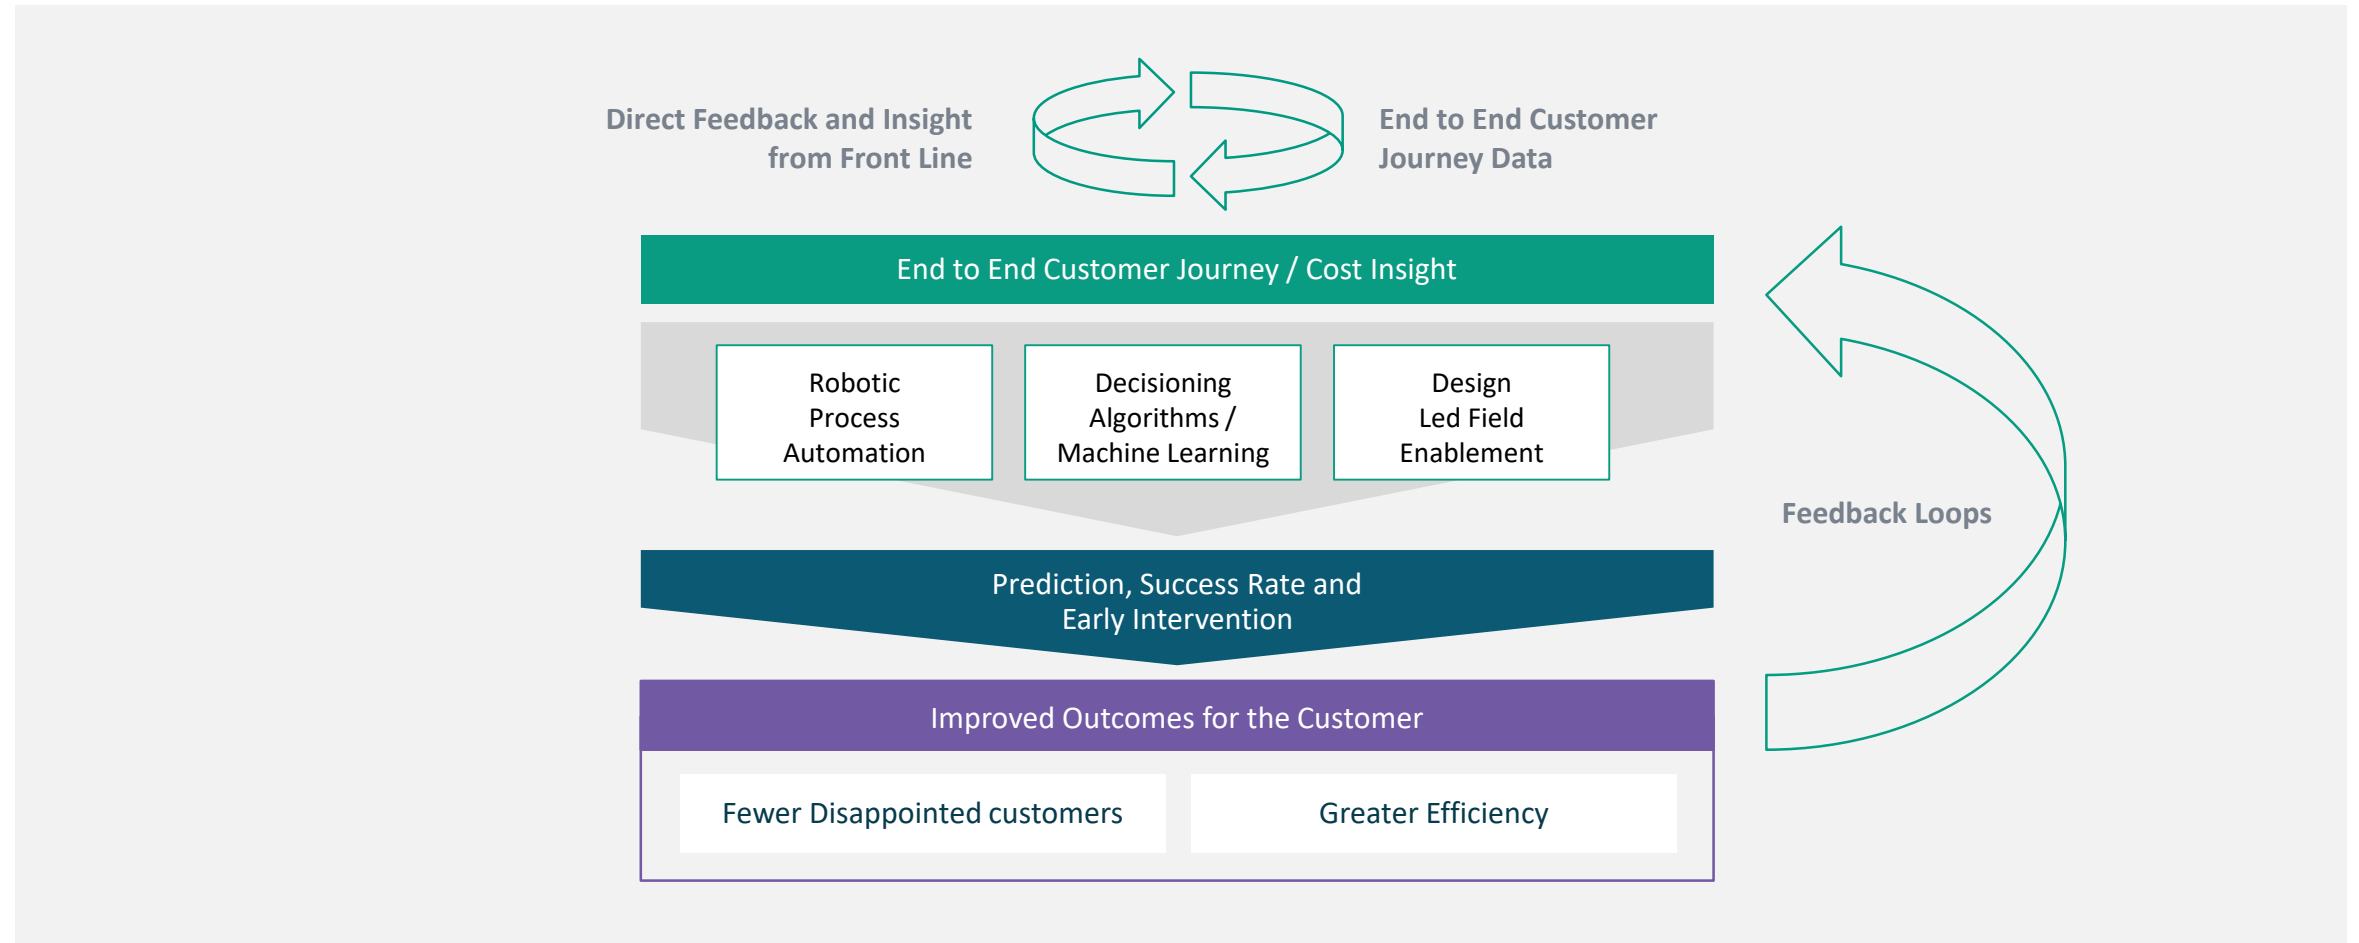 Direct Feedback and Insight
from Front Line
End to End Customer
Journey Data
End to End Customer Journey / Cost Insight
Robotic
Process
Automation
Decisioning
Algorithms /
Machine Learning
Design
Led Field
Enablement
Feedback Loops
Prediction, Success Rate and
Early Intervention
Improved Outcomes for the Customer
Fewer Disappointed customers
Greater Efficiency